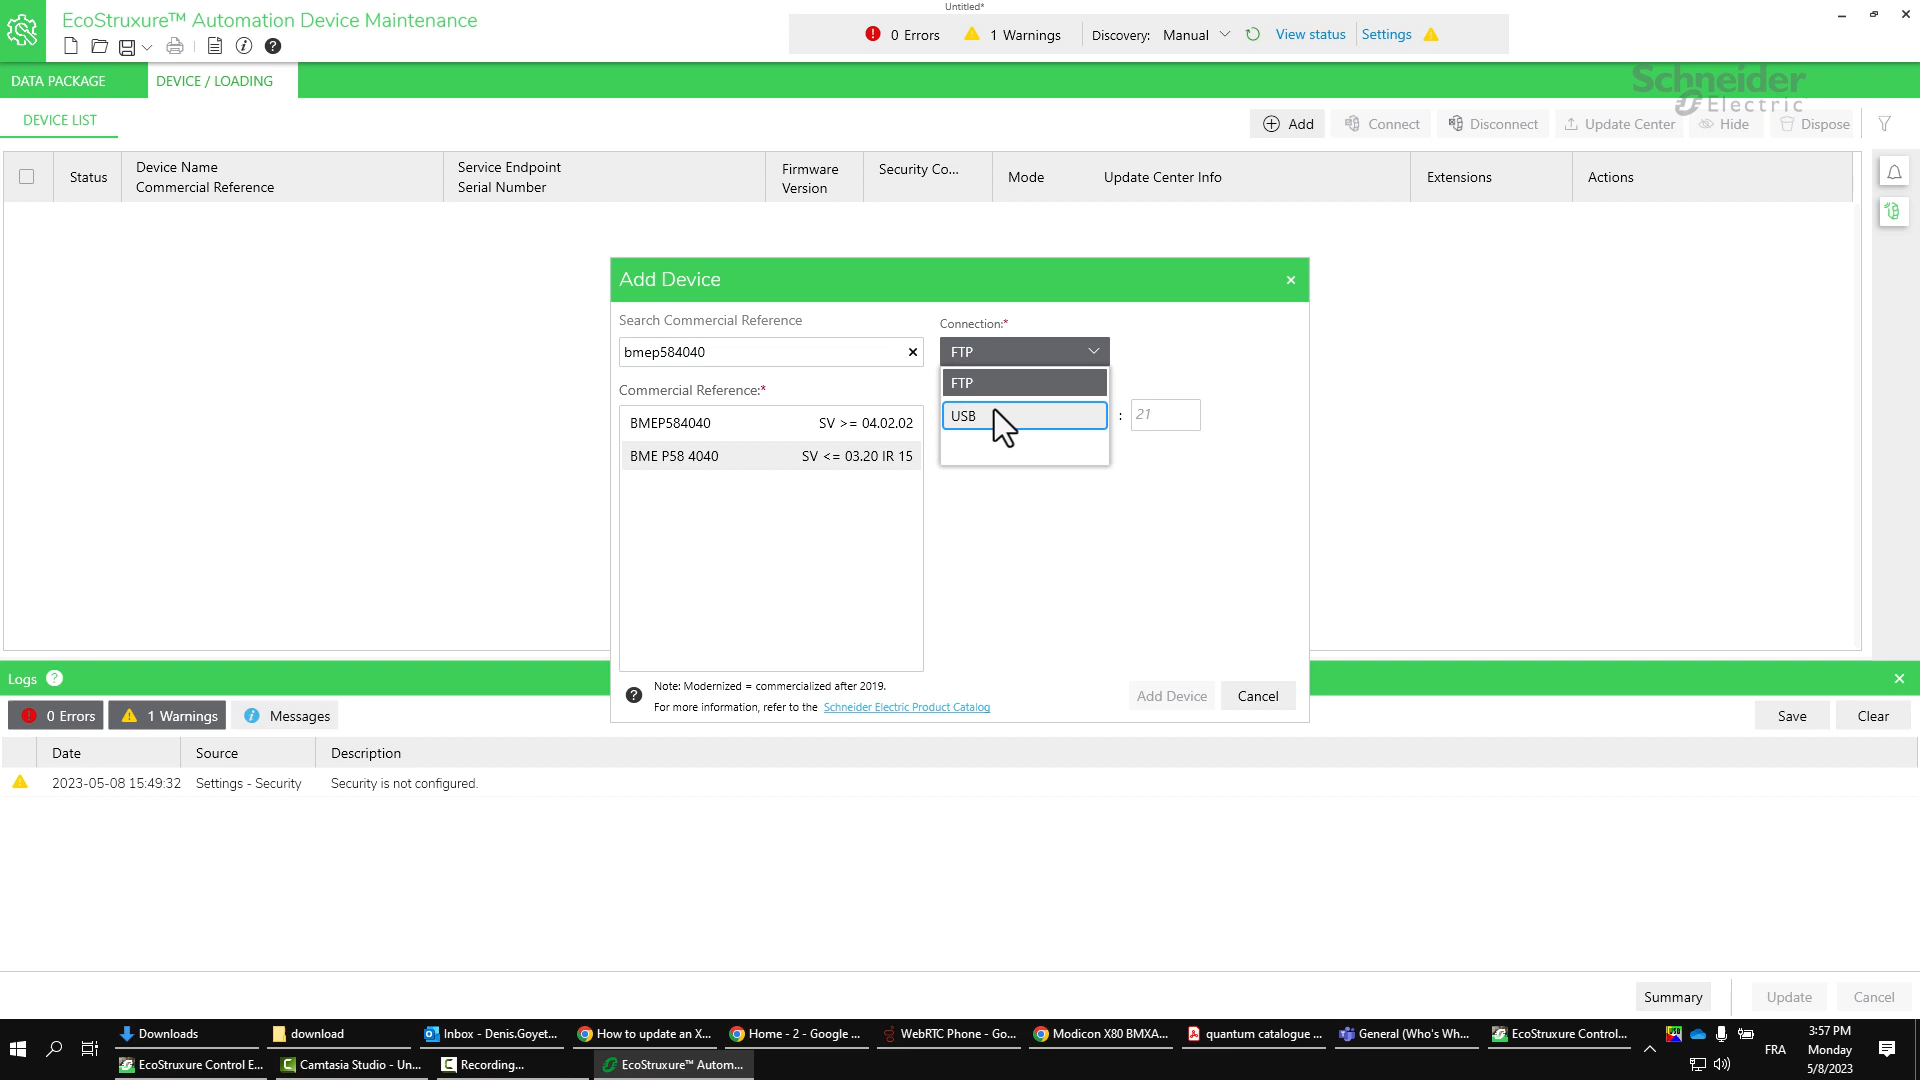 Untitled*
EcoStruxure™ Automation Device Maintenance
0 Errors
1 Warnings
Discovery: Manual
View status
Settings
DATA PACKAGE
DEVICE / LOADING
Schneider
Electric
DEVICE LIST
Add
Connect
Disconnect
Update Center
Hide
Dispose
Status
Device Name
Commercial Reference
Service Endpoint
Serial Number
Firmware
Version
Security Co...
Mode
Update Center Info
Extensions
Actions
Add Device
Search Commercial Reference
bmep584040
Commercial Reference:*
BMEP584040 SV >= 04.02.02
BME P58 4040 SV <= 03.20 IR 15
Connection:*
FTP
FTP
USB
: 21
Note: Modernized = commercialized after 2019.
For more information, refer to the Schneider Electric Product Catalog
Add Device
Cancel
Logs ?
0 Errors
1 Warnings
Messages
Save
Clear
Date
Source
Description
2023-05-08 15:49:32 Settings - Security Security is not configured.
Summary
Update
Cancel
Downloads
download
Inbox - Denis.Goyet...
How to update an X...
Home - 2 - Google ...
WebRTC Phone - Go...
Modicon X80 BMXA...
quantum catalogue ...
General (Who's Wh...
EcoStruxure Control...
EcoStruxure Control E...
Camtasia Studio - Un...
Recording...
EcoStruxure™ Autom...
FRA
3:57 PM
Monday
5/8/2023